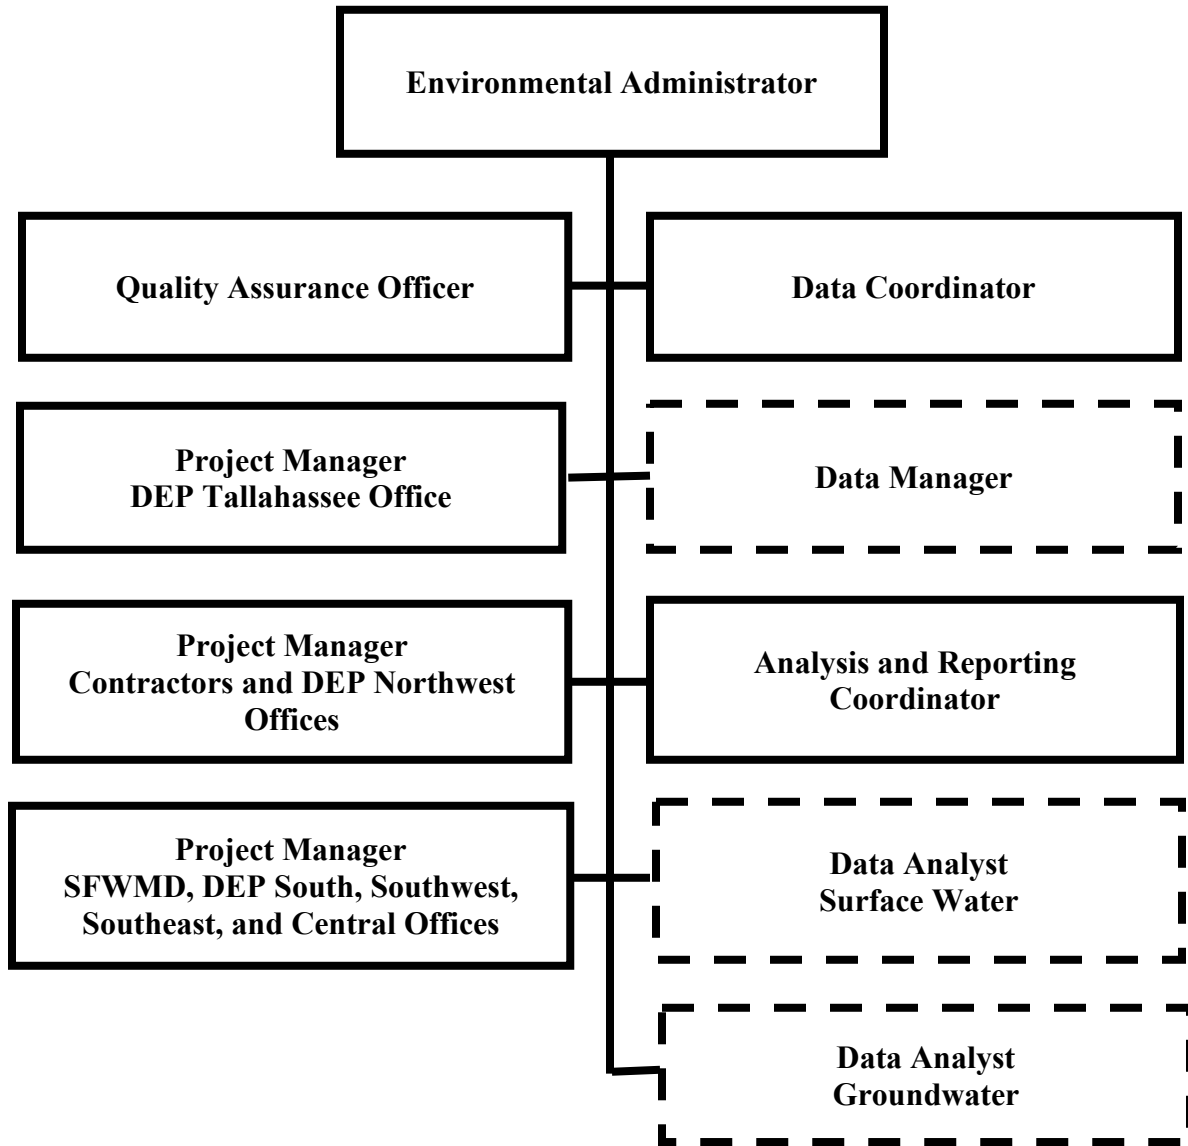 Environmental Administrator
Quality Assurance Officer
Data Coordinator
Project Manager
DEP Tallahassee Office
Data Manager
Project Manager
Contractors and DEP Northwest
Offices
Analysis and Reporting
Coordinator
Project Manager
SFWMD, DEP South, Southwest,
Southeast, and Central Offices
Data Analyst
Surface Water
Data Analyst
Groundwater